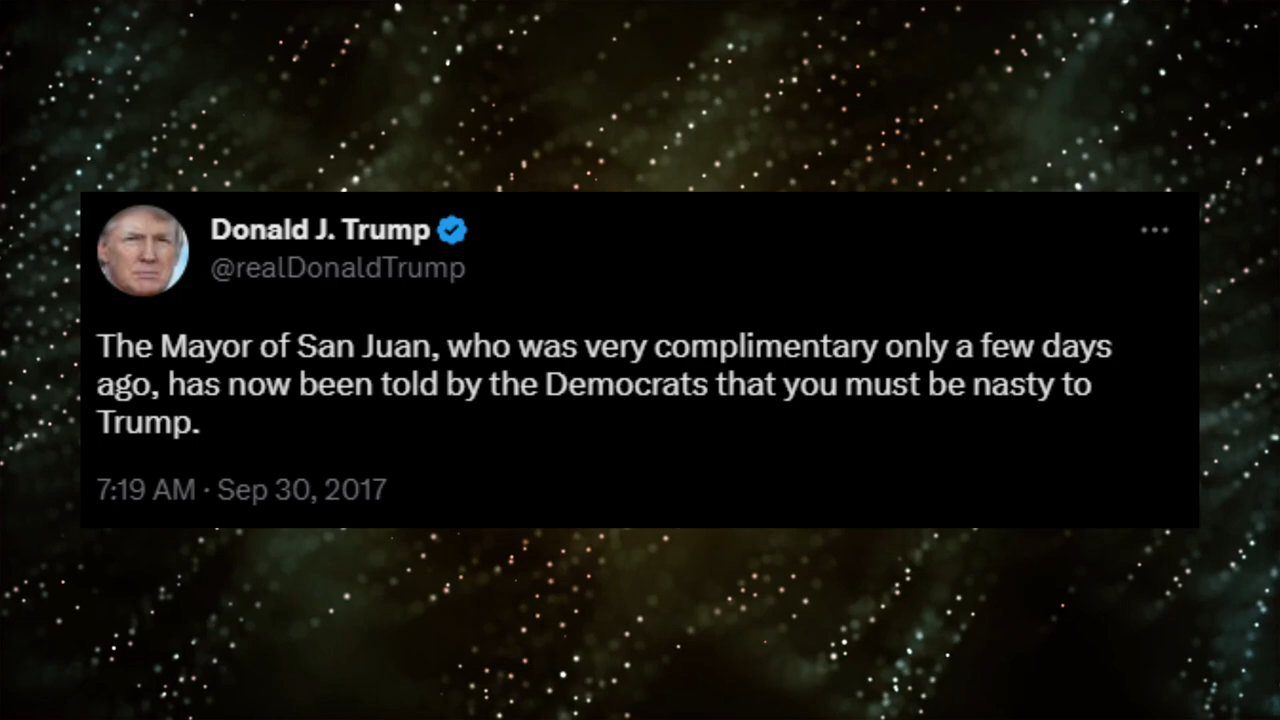 Donald J. Trump
@realDonaldTrump
The Mayor of San Juan, who was very complimentary only a few days
ago, has now been told by the Democrats that you must be nasty to
Trump.
7:19 AM · Sep 30, 2017